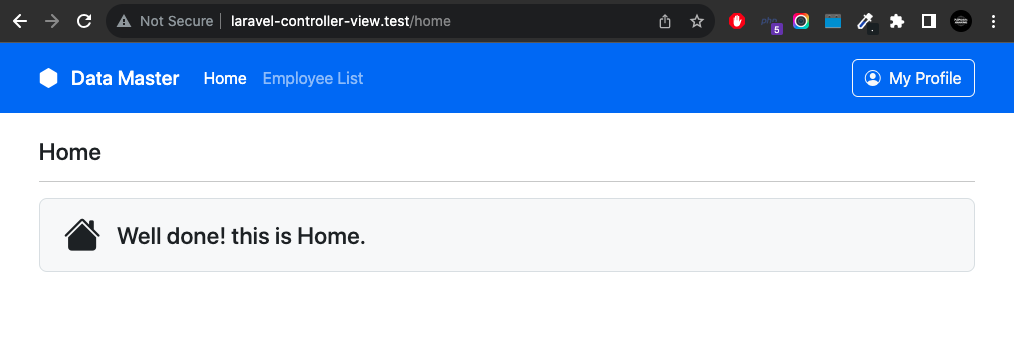 Not Secure laravel-controller-view.test/home
5
Data Master Home Employee List My Profile
Home
Well done! this is Home.